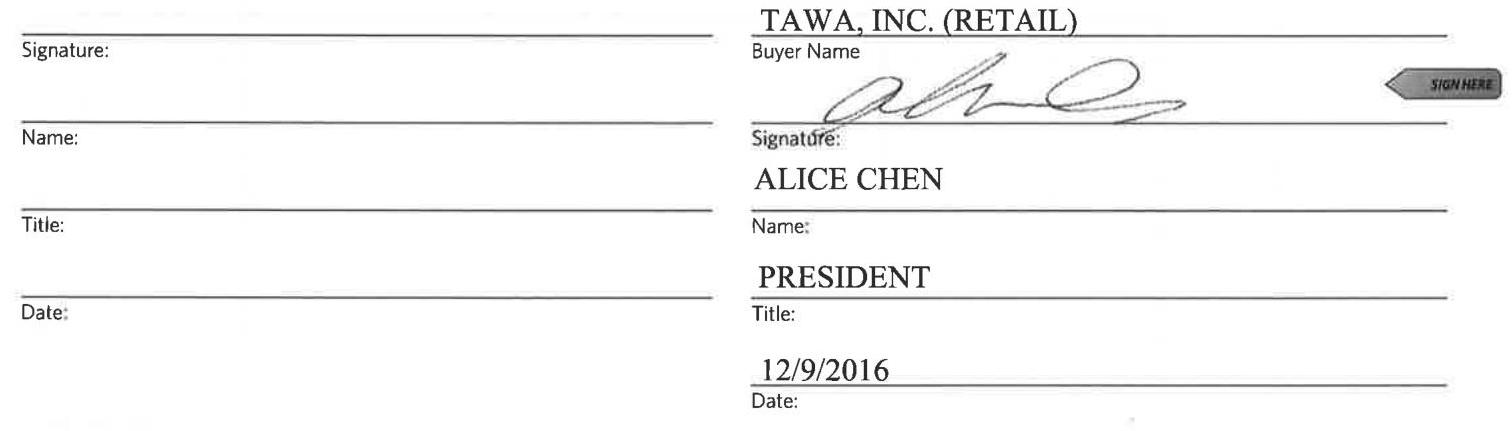 Signature:
Name:
Title:
Date:
TAWA, INC. (RETAIL)
Buyer Name
SIGN HERE
Signature:
ALICE CHEN
Name:
PRESIDENT
Title:
12/9/2016
Date: